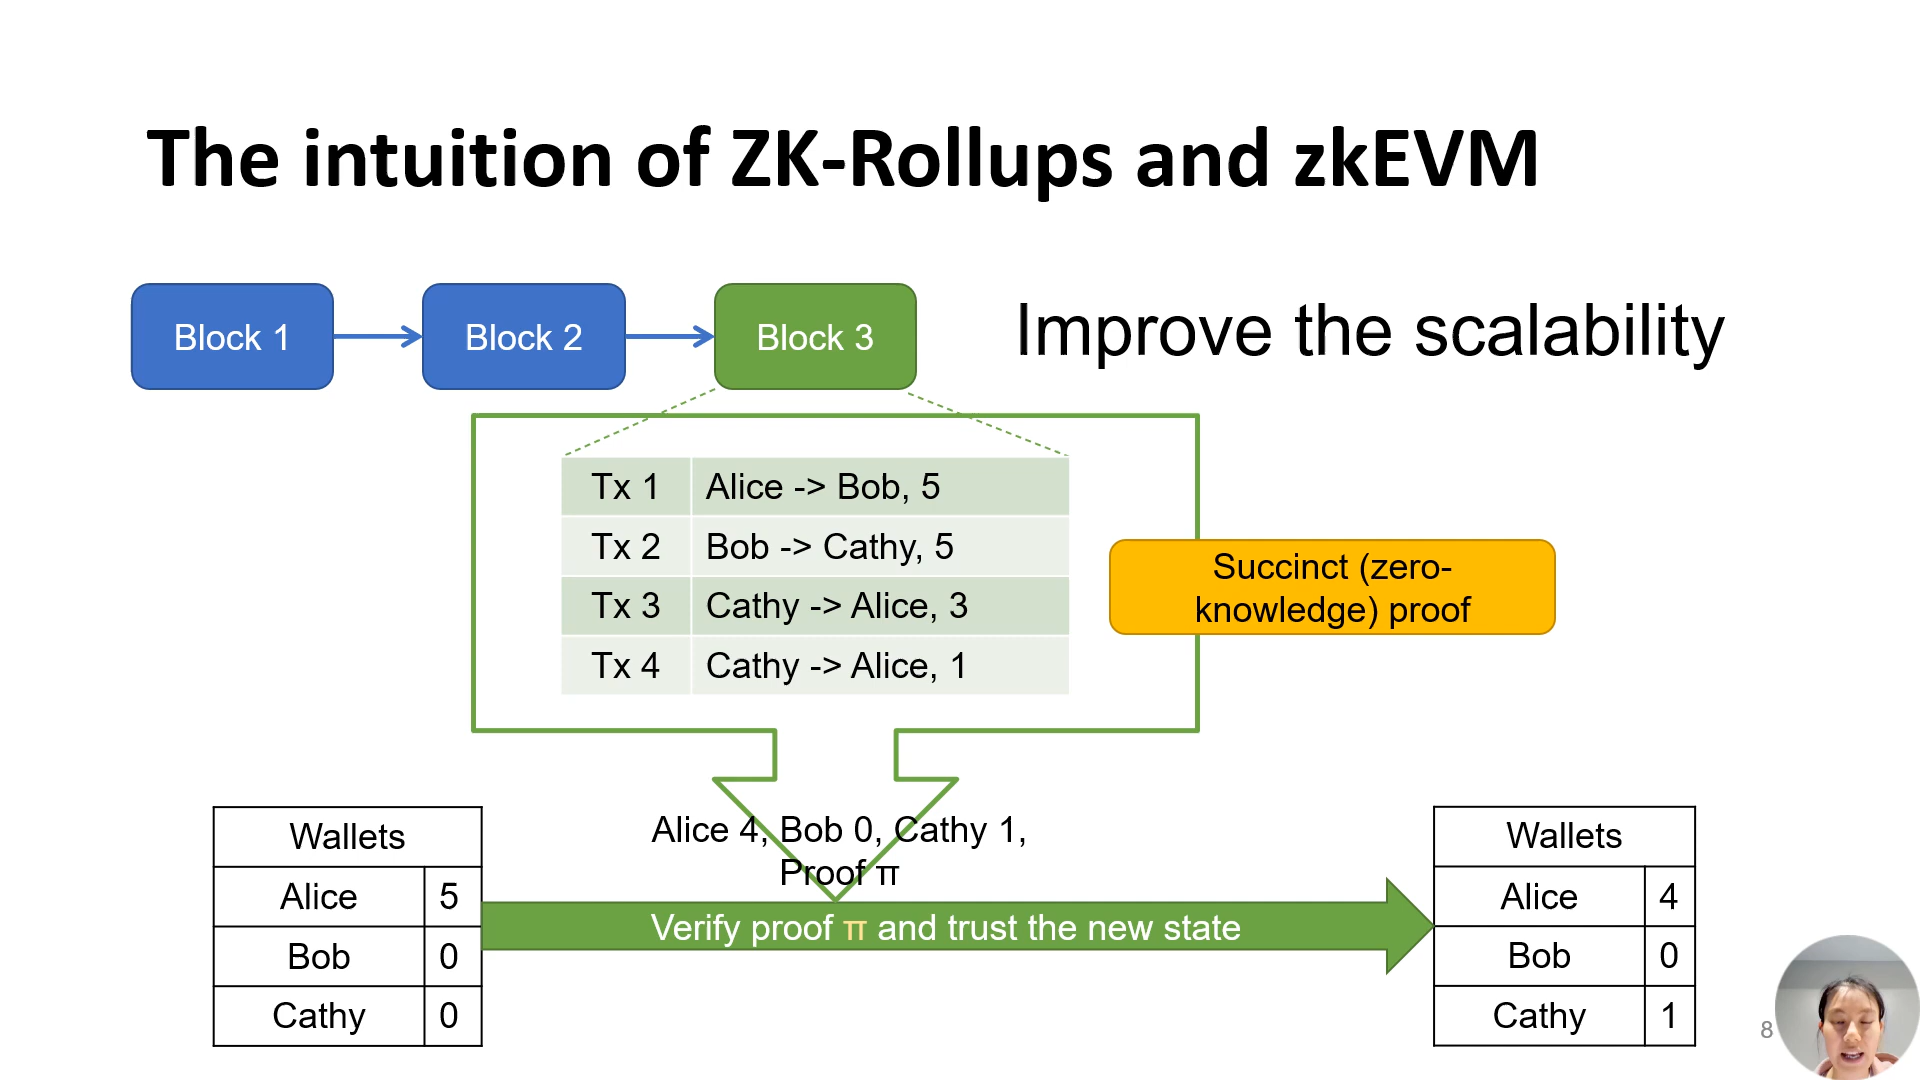 The intuition of ZK-Rollups and zkEVM
Block 1
Block 2
Block 3
Improve the scalability
Tx 1 Alice -> Bob, 5
Tx 2 Bob -> Cathy, 5
Tx 3 Cathy -> Alice, 3
Tx 4 Cathy -> Alice, 1
Succinct (zero-
knowledge) proof
Alice 4, Bob 0, Cathy 1,
Proof π
Wallets
Alice 5
Bob 0
Cathy 0
Verify proof π and trust the new state
Wallets
Alice 4
Bob 0
Cathy 1
8